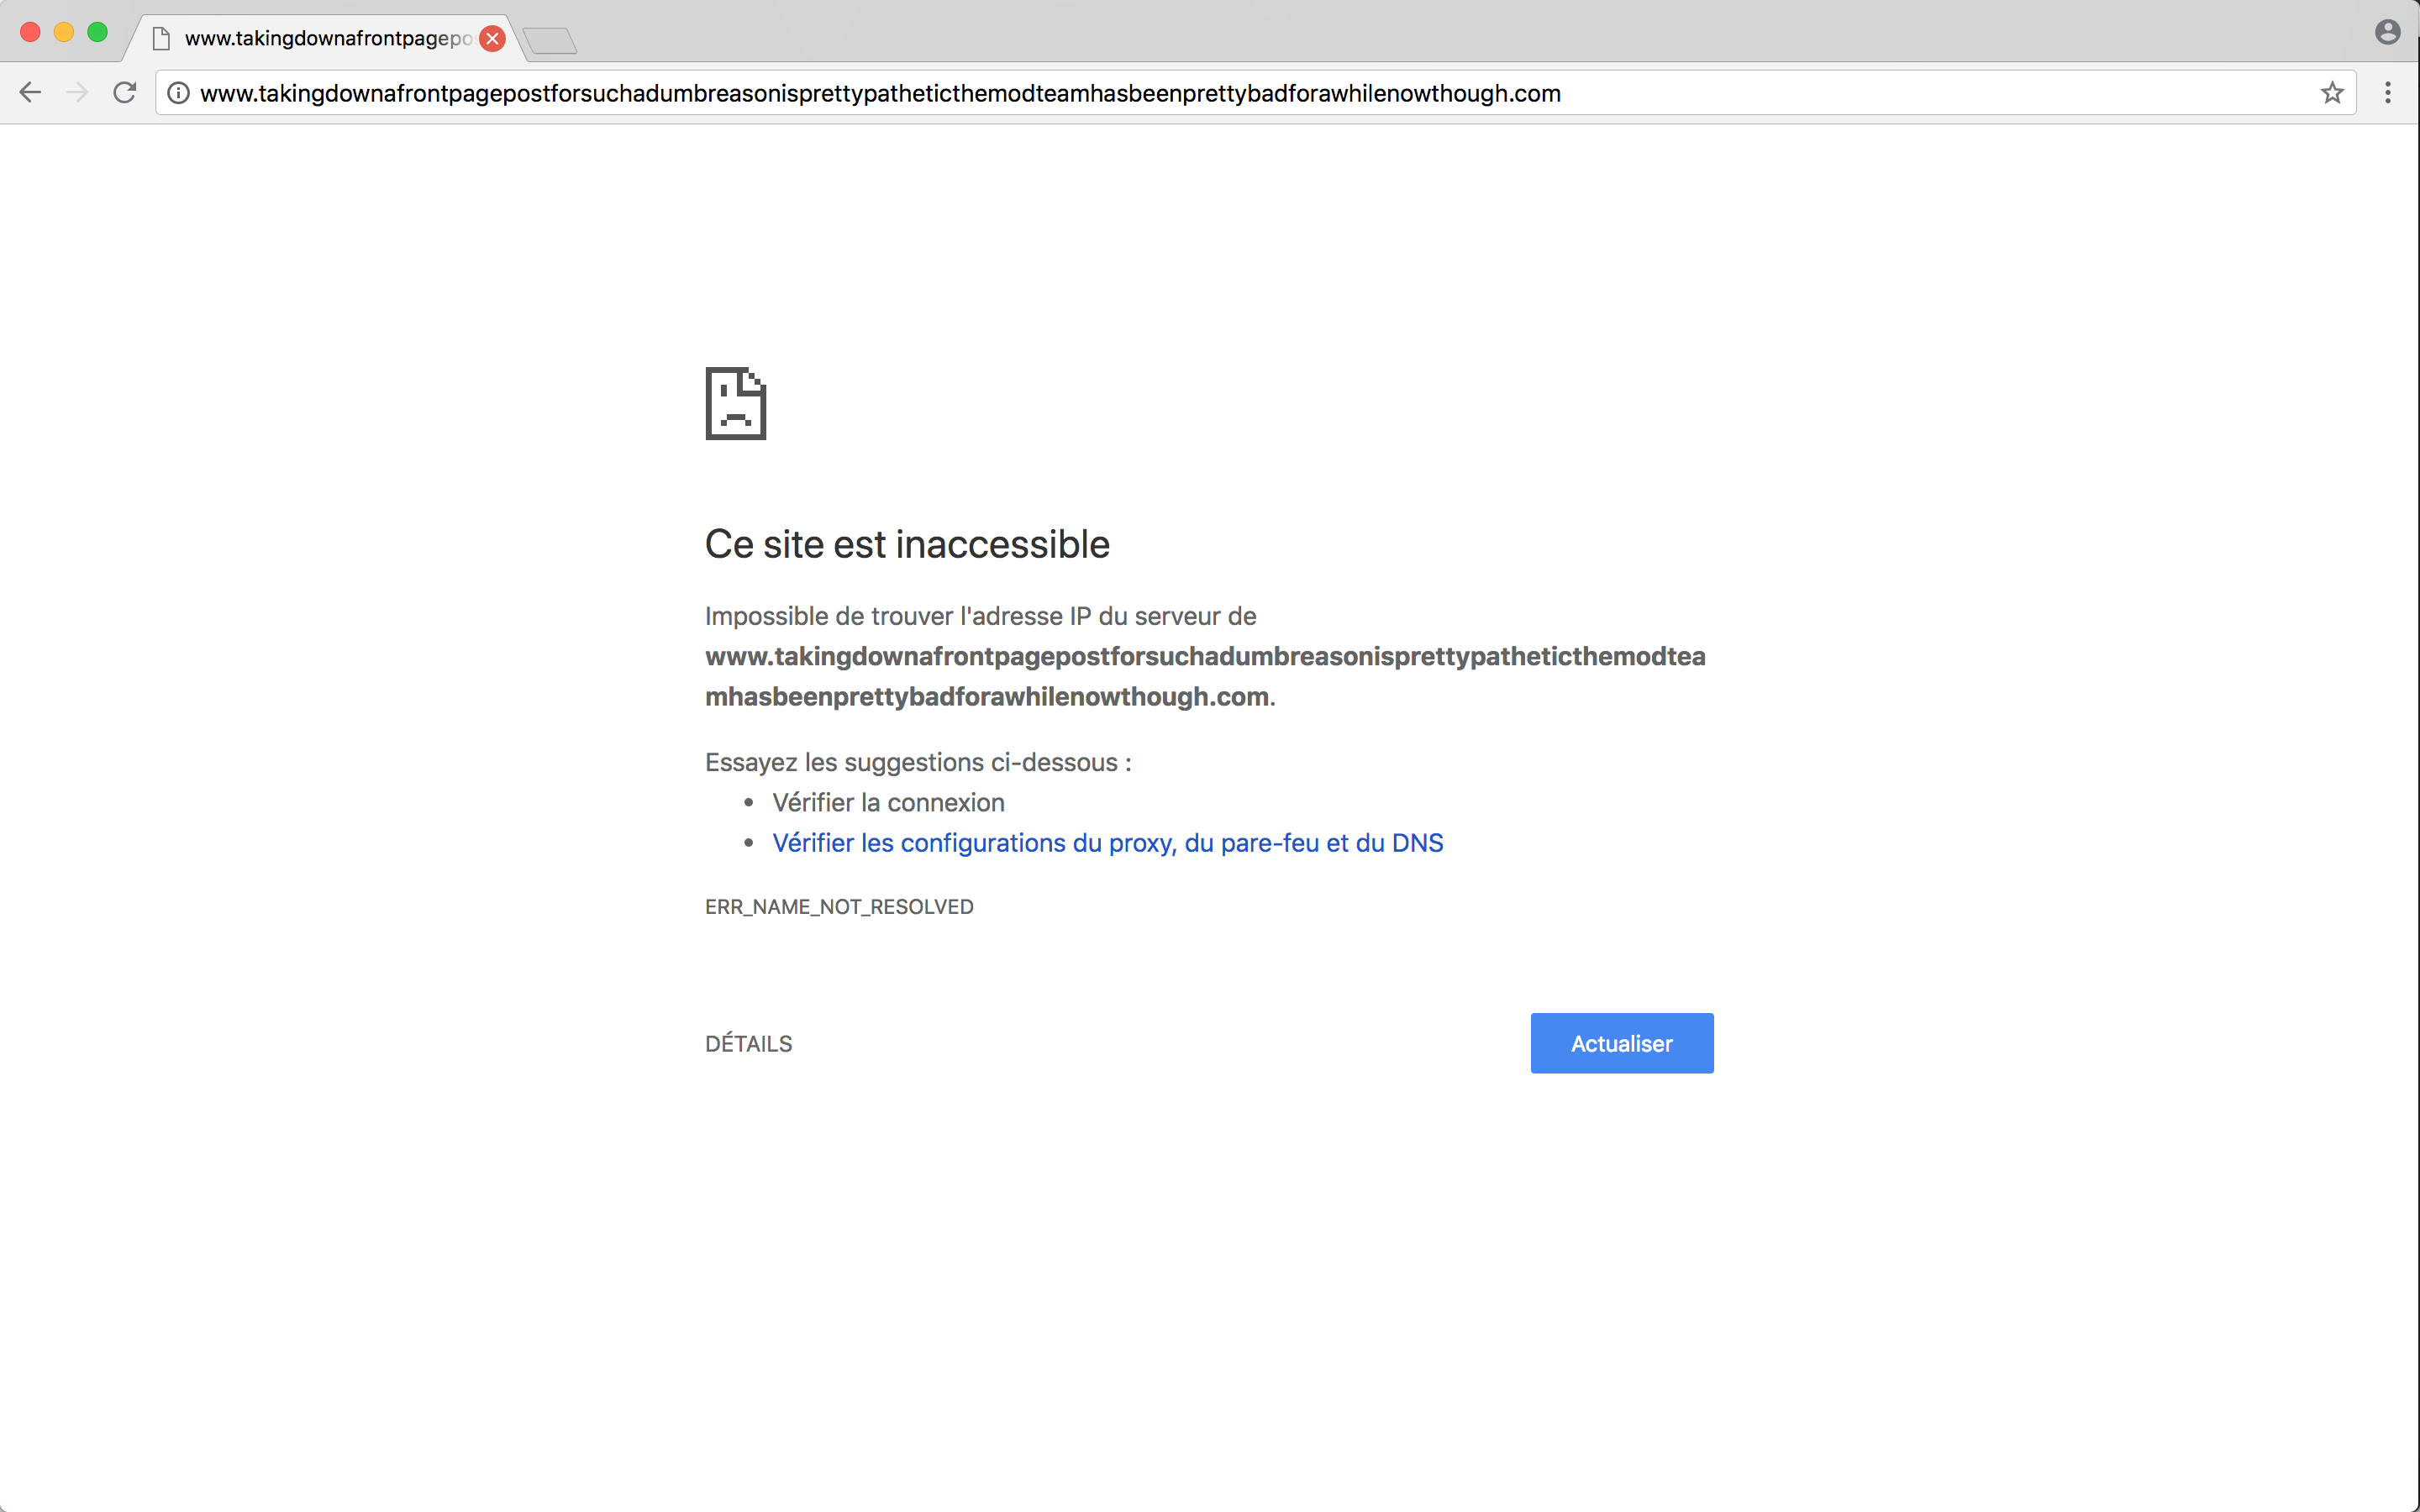 www.takingdownafrontpagepo
www.takingdownafrontpagepostforsuchadumbreasonisprettypatheticthemodteamhasbeenprettybadforawhilenowthough.com
Ce site est inaccessible
Impossible de trouver l'adresse IP du serveur de
www.takingdownafrontpagepostforsuchadumbreasonisprettypatheticthemodtea
mhasbeenprettybadforawhilenowthough.com.
Essayez les suggestions ci-dessous :
• Vérifier la connexion
• Vérifier les configurations du proxy, du pare-feu et du DNS
ERR_NAME_NOT_RESOLVED
DÉTAILS
Actualiser